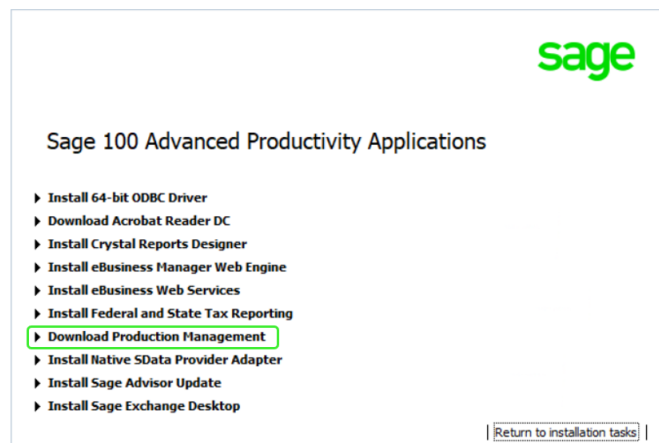 sage
Sage 100 Advanced Productivity Applications
Install 64-bit ODBC Driver
Download Acrobat Reader DC
Install Crystal Reports Designer
Install eBusiness Manager Web Engine
Install eBusiness Web Services
Install Federal and State Tax Reporting
Download Production Management
Install Native SData Provider Adapter
Install Sage Advisor Update
Install Sage Exchange Desktop
Return to installation tasks